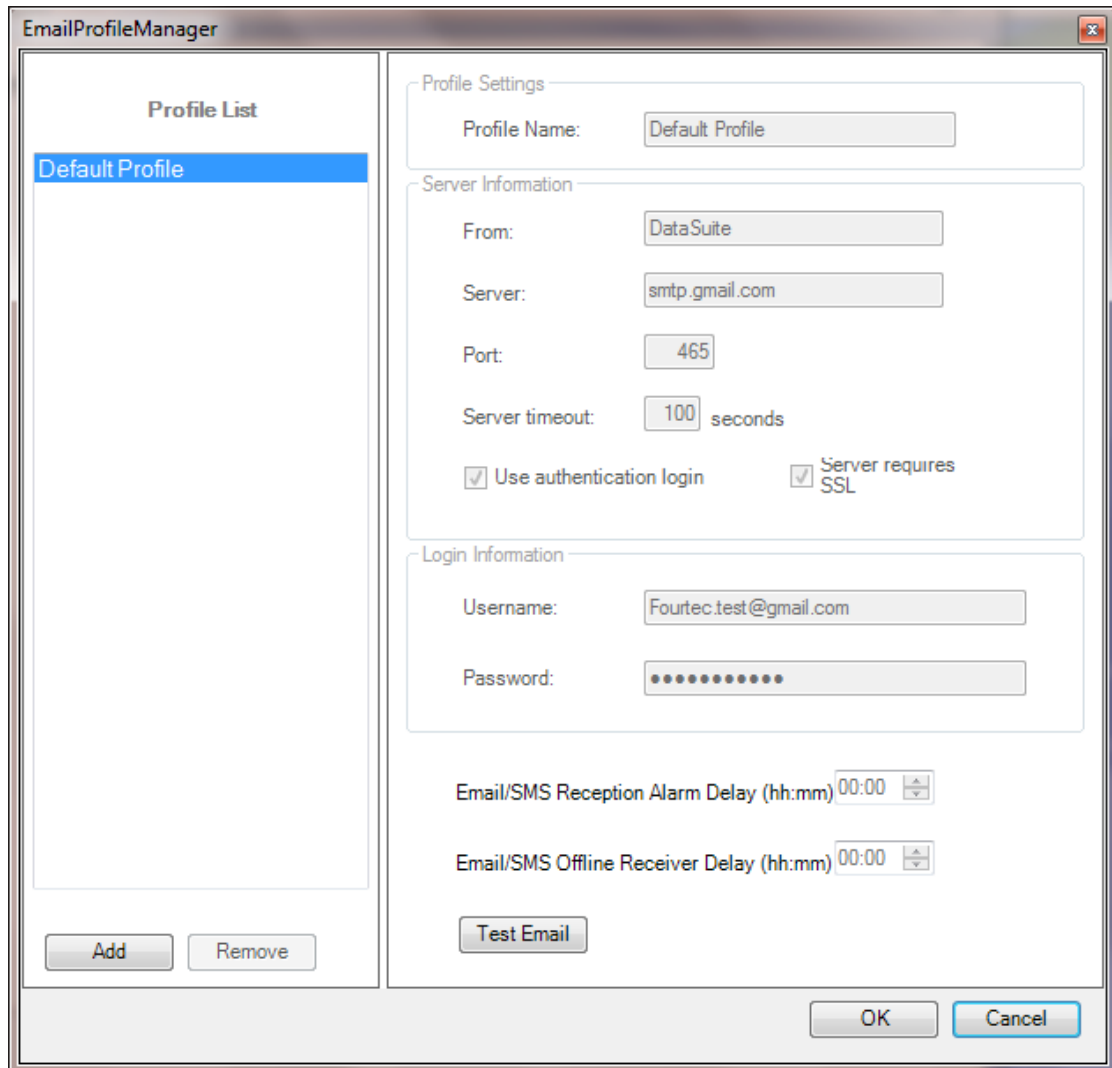 EmailProfileManager
Profile List
Default Profile
Add
Remove
Profile Settings
Profile Name:
Default Profile
Server Information
From:
DataSuite
Server:
smtp.gmail.com
Port:
465
Server timeout:
100
seconds
Use authentication login
Server requires
SSL
Login Information
Username:
Fourtec.test@gmail.com
Password:
•••••••••••
Email/SMS Reception Alarm Delay (hh:mm)
00:00
Email/SMS Offline Receiver Delay (hh:mm)
00:00
Test Email
OK
Cancel